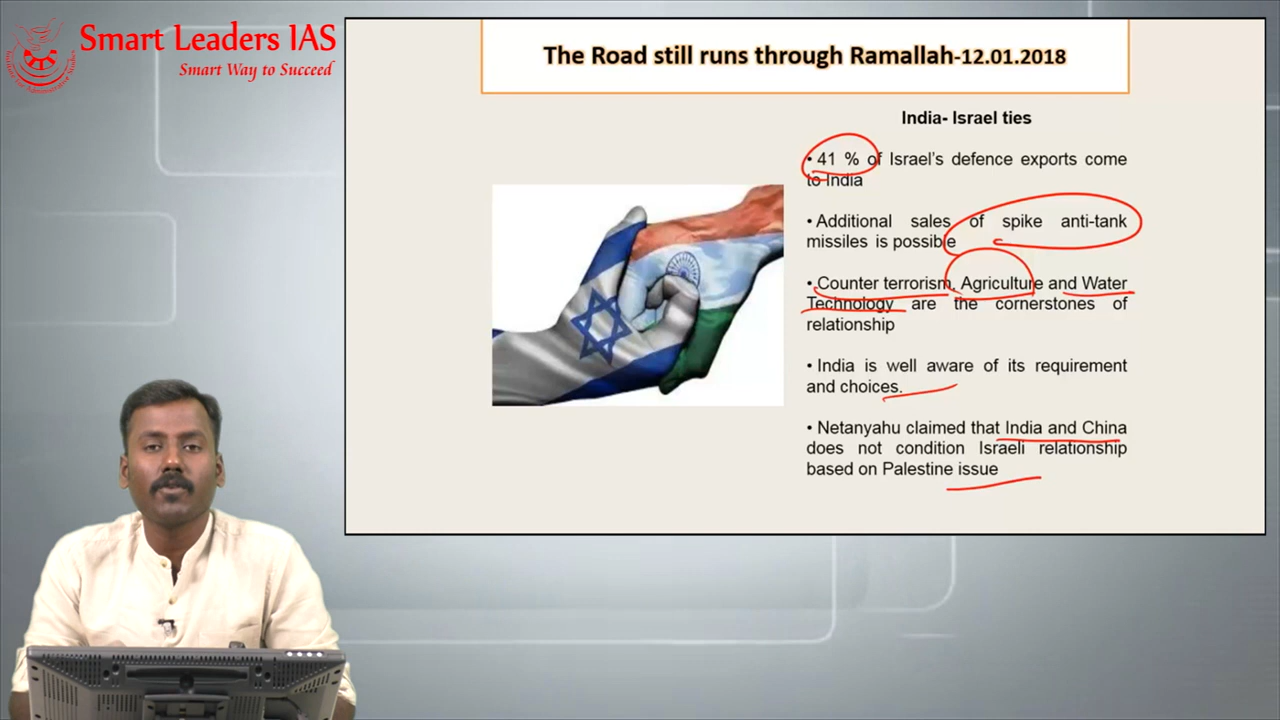 Smart Leaders IAS
Smart Way to Succeed
The Road still runs through Ramallah-12.01.2018
India- Israel ties
• 41 % of Israel's defence exports come
to India
• Additional sales of spike anti-tank
missiles is possible
• Counter terrorism, Agriculture and Water
Technology are the cornerstones of
relationship
• India is well aware of its requirement
and choices.
• Netanyahu claimed that India and China
does not condition Israeli relationship
based on Palestine issue